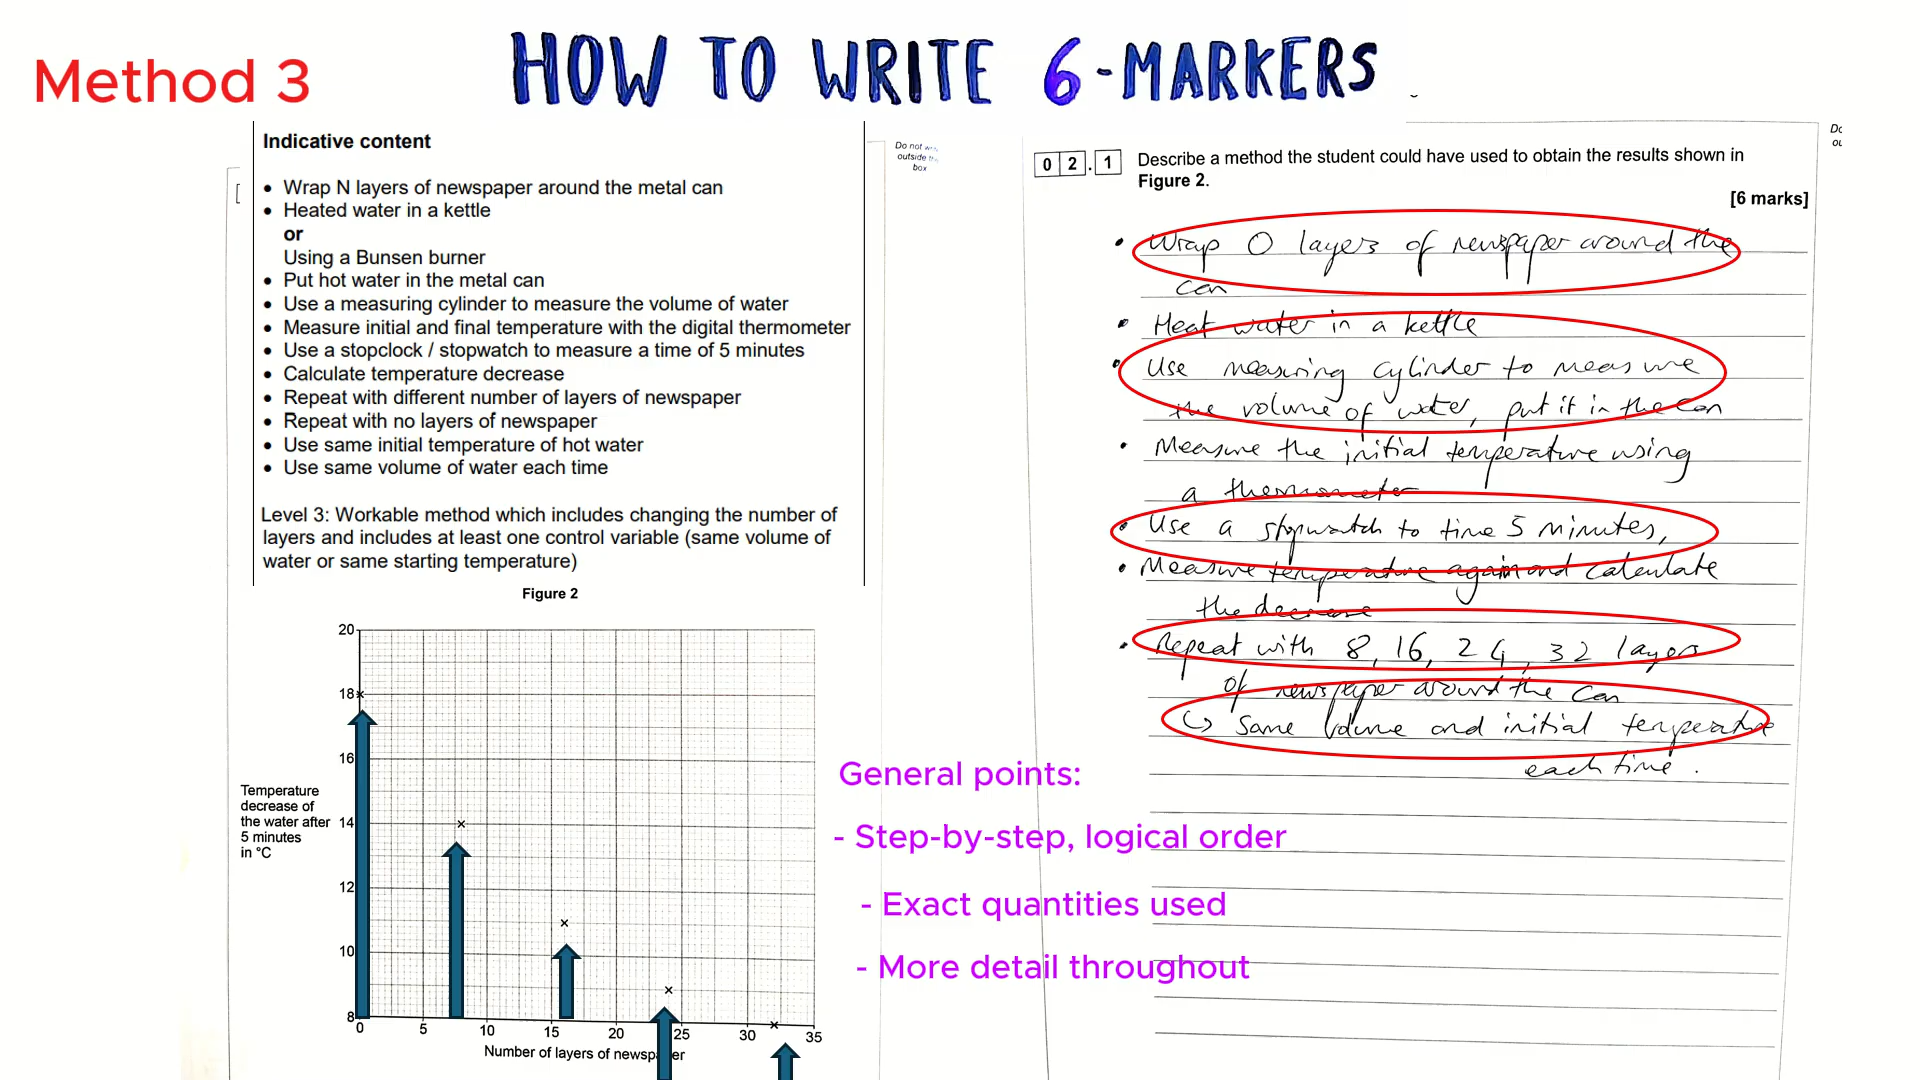 Method 3
HOW TO WRITE 6-MARKERS
Indicative content
• Wrap N layers of newspaper around the metal can
• Heated water in a kettle
or
Using a Bunsen burner
• Put hot water in the metal can
• Use a measuring cylinder to measure the volume of water
• Measure initial and final temperature with the digital thermometer
• Use a stopclock / stopwatch to measure a time of 5 minutes
• Calculate temperature decrease
• Repeat with different number of layers of newspaper
• Repeat with no layers of newspaper
• Use same initial temperature of hot water
• Use same volume of water each time
Level 3: Workable method which includes changing the number of
layers and includes at least one control variable (same volume of
water or same starting temperature)
Figure 2
20
18
16
14
12
10
8
Temperature
decrease of
the water after
5 minutes
in °C
0 5 10 15 20 25 30 35
Number of layers of newspaper
Do not
outside
box
0 2 . 1 Describe a method the student could have used to obtain the results shown in
Figure 2.
[6 marks]
• Wrap 0 layers of newspaper around the
can
• Heat water in a kettle
• Use measuring cylinder to measure
the volume of water, put it in the can
• Measure the initial temperature using
a thermometer
• Use a stopwatch to time 5 minutes,
• Measure temperature again and calculate
the decrease
• Repeat with 8, 16, 24, 32 layers
of newspaper around the can
↳ Same volume and initial temperature
each time.
General points:
- Step-by-step, logical order
- Exact quantities used
- More detail throughout